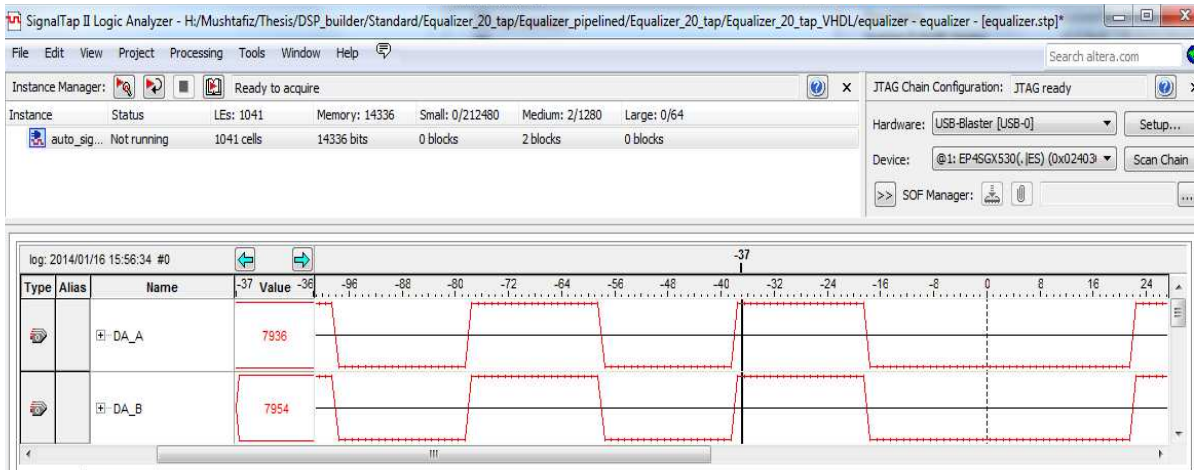 SignalTap II Logic Analyzer - H:/Mushtafiz/Thesis/DSP_builder/Standard/Equalizer_20_tap/Equalizer_pipelined/Equalizer_20_tap/Equalizer_20_tap_VHDL/equalizer - equalizer - [equalizer.stp]*
File Edit View Project Processing Tools Window Help
Search altera.com
Instance Manager: Ready to acquire
JTAG Chain Configuration: JTAG ready
Instance Status LEs: 1041 Memory: 14336 Small: 0/212480 Medium: 2/1280 Large: 0/64
auto_sig... Not running 1041 cells 14336 bits 0 blocks 2 blocks 0 blocks
Hardware: USB-Blaster [USB-0] Setup...
Device: @1: EP4SGX530(.|ES) (0x02403 Scan Chain
>> SOF Manager: ...
log: 2014/01/16 15:56:34 #0
-37
Type Alias Name -37 Value -36 -96 -88 -80 -72 -64 -56 -48 -40 -32 -24 -16 -8 0 8 16 24
DA_A 7936
DA_B 7954